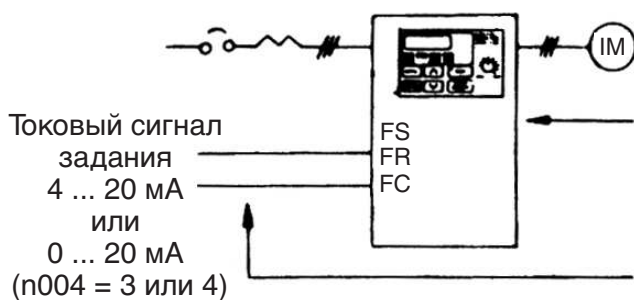 IM
Токовый сигнал
задания
4 ... 20 мА
или
0 ... 20 мА
(n004 = 3 или 4)
FS
FR
FC